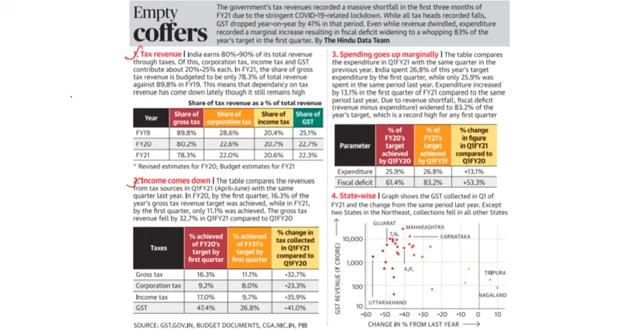 Empty
coffers
The government's tax revenues recorded a massive shortfall in the first three months of
FY21 due to the stringent COVID-19-related lockdown. While all tax heads recorded falls,
GST dropped year-on-year by 41% in that period. Even while revenue dwindled, expenditure
recorded a marginal increase resulting in fiscal deficit widening to a whopping 83% of the
year's target in the first quarter. By The Hindu Data Team
1. Tax revenue | India earns 80%-90% of its total revenue
through taxes. Of this, corporation tax, income tax and GST
contribute about 20%-25% each. In FY21, the share of gross
tax revenue is budgeted to be only 78.3% of total revenue
against 89.8% in FY19. This means that dependancy on tax
revenue has come down lately though it still remains high
Share of tax revenue as a % of total revenue
Year Share of gross tax Share of corporation tax Share of income tax Share of GST
FY19 89.8% 28.6% 20.4% 25.1%
FY20 80.2% 22.6% 20.7% 22.7%
FY21 78.3% 22.0% 20.6% 22.3%
* Revised estimates for FY20; Budget estimates for FY21
2. Income comes down | The table compares the revenues
from tax sources in Q1FY21 (April-June) with the same
quarter last year. In FY20, by the first quarter, 16.3% of the
year's gross tax revenue target was achieved, while in FY21,
by the first quarter, only 11.1% was achieved. The gross tax
revenue fell by 32.7% in Q1FY21 compared to Q1FY20
Taxes % achieved of FY20's target by first quarter % achieved of FY21's target by first quarter % change in tax collected in Q1FY21 compared to Q1FY20
Gross tax 16.3% 11.1% -32.7%
Corporation tax 9.2% 8.0% -23.3%
Income tax 17.0% 9.7% -35.9%
GST 47.4% 26.8% -41.0%
SOURCE: GST.GOV.IN, BUDGET DOCUMENTS, CGA.NIC.IN, PIB
3. Spending goes up marginally | The table compares
the expenditure in Q1FY21 with the same quarter in the
previous year. India spent 26.8% of this year's target
expenditure by the first quarter, while only 25.9% was
spent in the same period last year. Expenditure increased
by 13.1% in the first quarter of FY21 compared to the same
period last year. Due to revenue shortfall, fiscal deficit
(revenue minus expenditure) widened to 83.2% of the
year's target, which is a record high for any first quarter
Parameter % of FY20's target achieved by Q1FY20 % of FY21's target achieved by Q1FY21 % change in figure in Q1FY21 compared to Q1FY20
Expenditure 25.9% 26.8% +13.1%
Fiscal deficit 61.4% 83.2% +53.3%
4. State-wise | Graph shows the GST collected in Q1 of
FY21 and the change from the same period last year. Except
two States in the Northeast, collections fell in all other States
GST REVENUE (₹ CRORE)
GUJARAT
MAHARASHTRA
T.N.
KARNATAKA
A.P.
TRIPURA
NAGALAND
UTTARAKHAND
10,000
1,000
100
10
-60 -50 -40 -30 -20 -10 0 10
CHANGE IN % FROM LAST YEAR